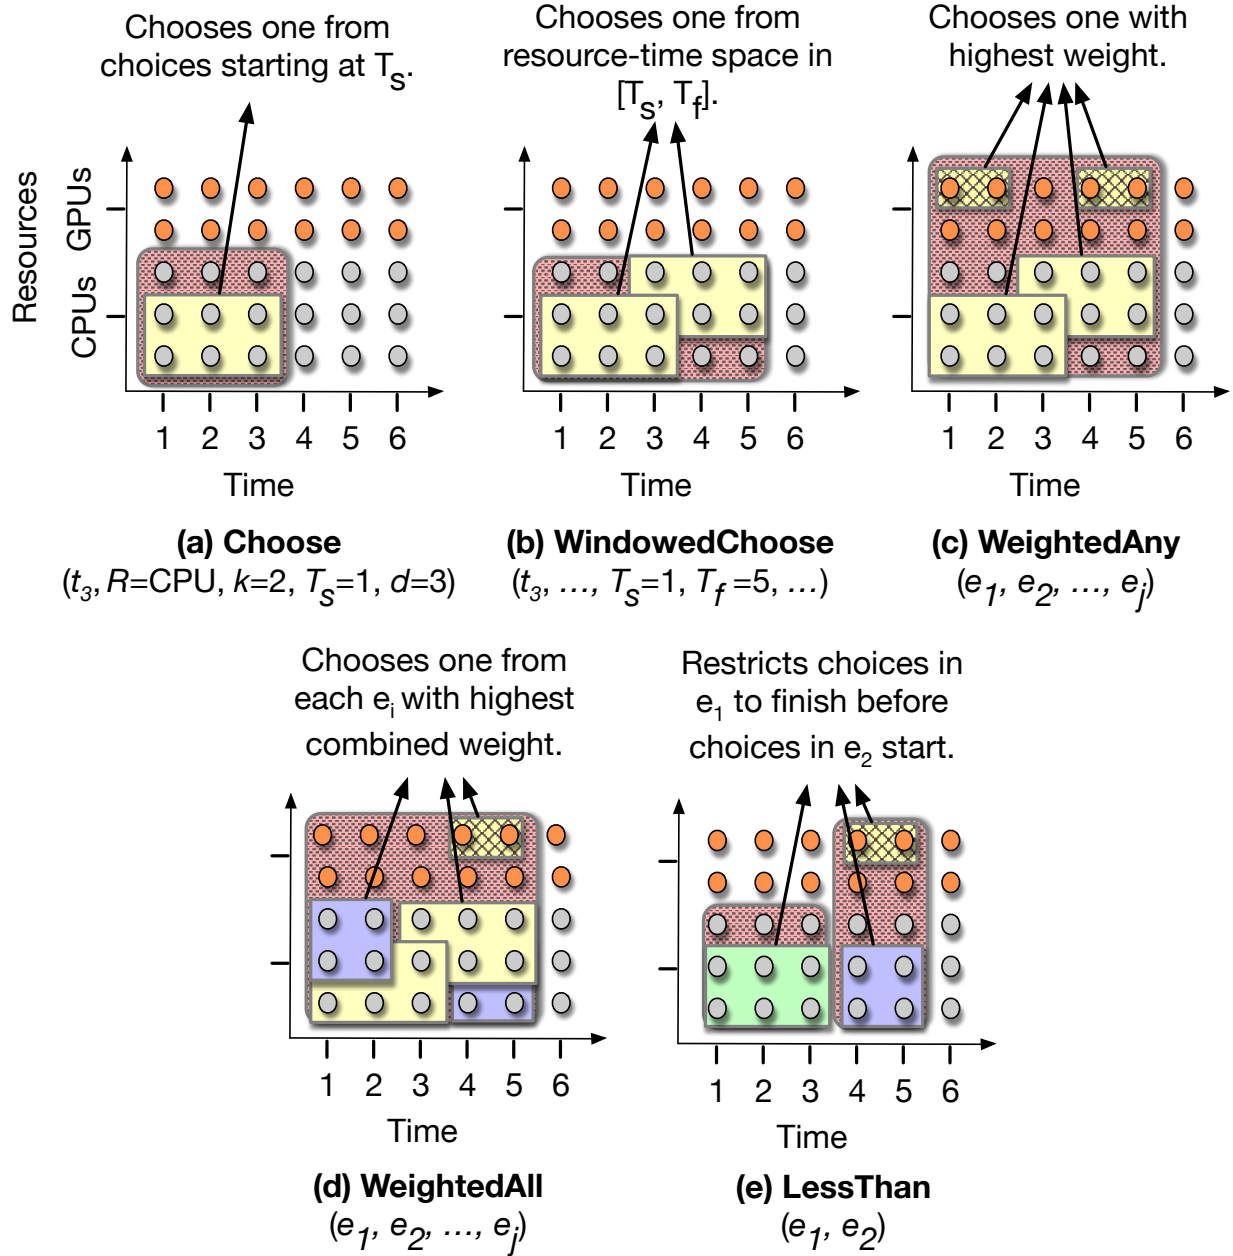 Chooses one from
choices starting at Ts.
Chooses one from
resource-time space in
[Ts, Tf].
Chooses one with
highest weight.
Resources
CPUs GPUs
1 2 3 4 5 6
Time
(a) Choose
(t3, R=CPU, k=2, Ts=1, d=3)
1 2 3 4 5 6
Time
(b) WindowedChoose
(t3, ..., Ts=1, Tf=5, ...)
1 2 3 4 5 6
Time
(c) WeightedAny
(e1, e2, ..., ej)
Chooses one from
each ei with highest
combined weight.
Restricts choices in
e1 to finish before
choices in e2 start.
1 2 3 4 5 6
Time
(d) WeightedAll
(e1, e2, ..., ej)
1 2 3 4 5 6
Time
(e) LessThan
(e1, e2)